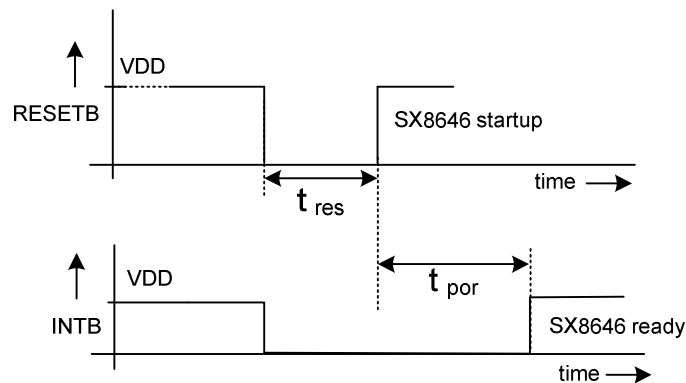 VDD
RESETB
SX8646 startup
time
t res
VDD
t por
INTB
SX8646 ready
time